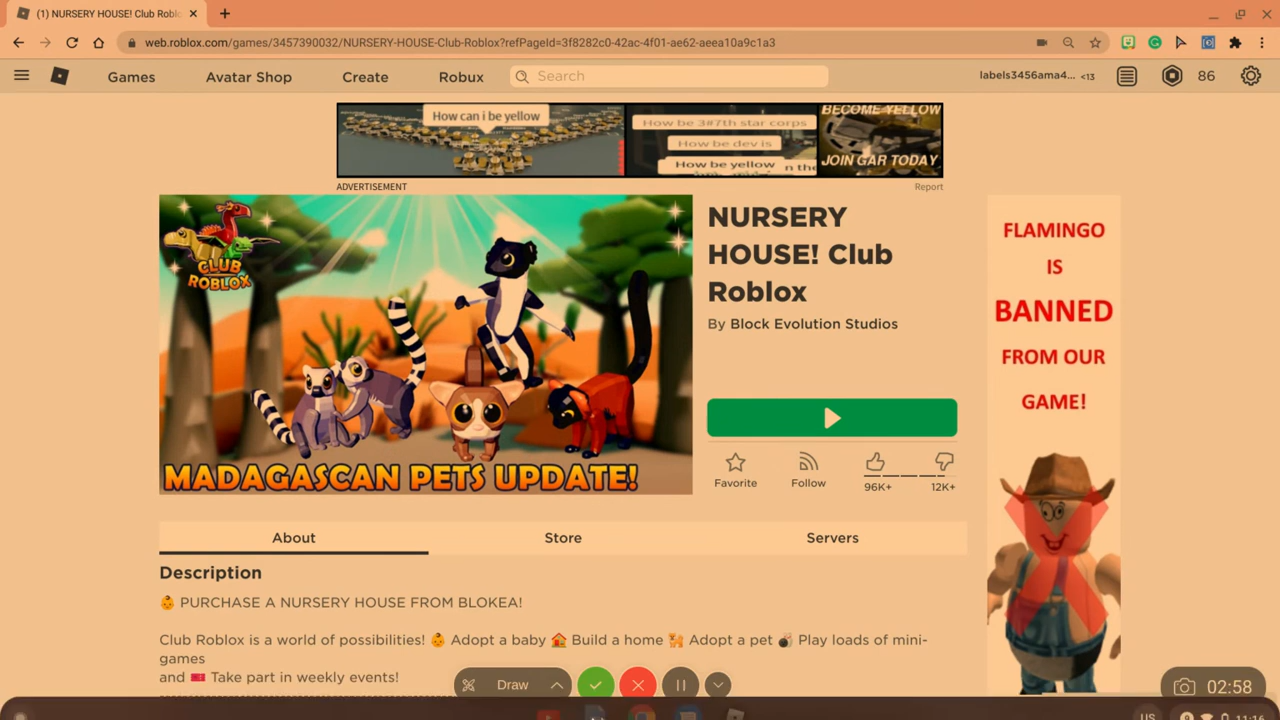 (1) NURSERY HOUSE! Club Robl
web.roblox.com/games/3457390032/NURSERY-HOUSE-Club-Roblox?refPageId=3f8282c0-42ac-4f01-ae62-aeea10a9c1a3
Games Avatar Shop Create Robux Search labels3456ama4... <13 86
How can i be yellow
How be 3#7th star corps
How be dev is
How be yellow
BECOME YELLOW
JOIN GAR TODAY
ADVERTISEMENT Report
CLUB
ROBLOX
MADAGASCAN PETS UPDATE!
NURSERY
HOUSE! Club
Roblox
By Block Evolution Studios
Favorite Follow 96K+ 12K+
FLAMINGO
IS
BANNED
FROM OUR
GAME!
About Store Servers
Description
👶 PURCHASE A NURSERY HOUSE FROM BLOKEA!
Club Roblox is a world of possibilities! 👶 Adopt a baby 🏠 Build a home 🐕 Adopt a pet 💣 Play loads of mini-
games
and 🎟 Take part in weekly events!
Draw
02:58
US 11:16